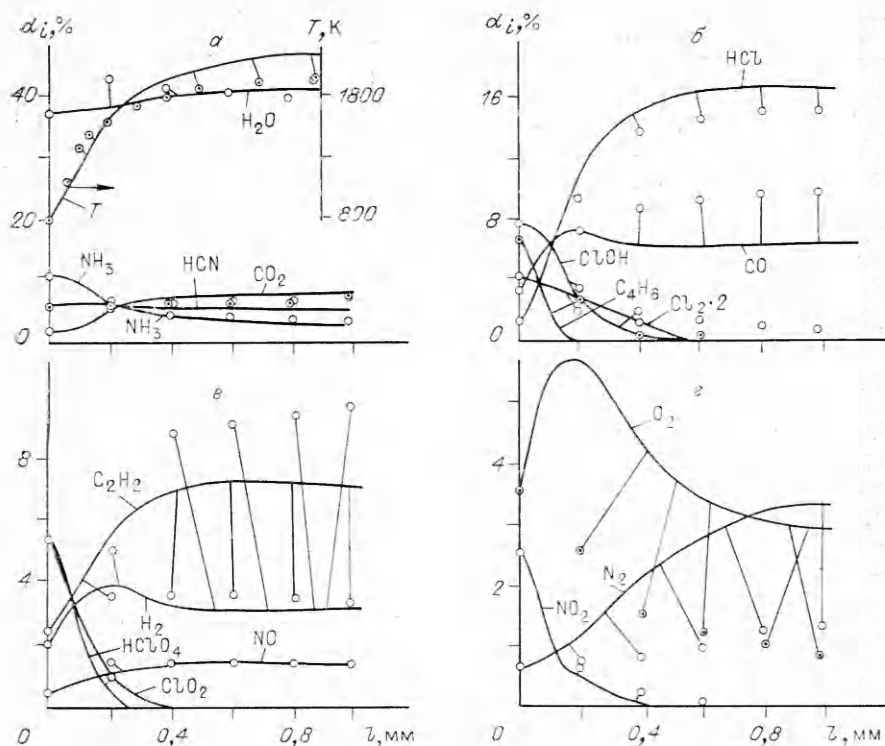 αi,%
а
T,К
40
1800
H2O
20
T
800
NH3
HCN
CO2
NH3
0
αi,%
б
HCl
16
8
ClOH
CO
C4H6
Cl2·2
0
в
8
C2H2
4
H2
HClO4
NO
ClO2
0
0,4
0,8
l, мм
г
O2
4
2
NO2
N2
0
0,4
0,8
l, мм